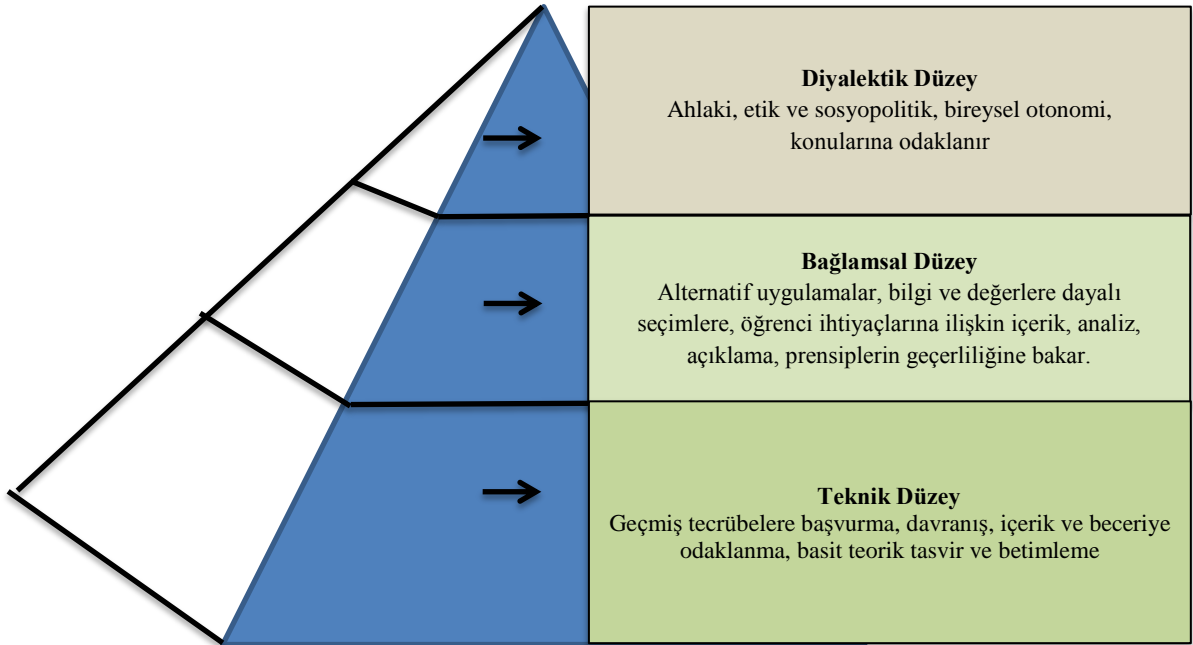 Diyalektik Düzey
Ahlaki, etik ve sosyopolitik, bireysel otonomi,
konularına odaklanır
Bağlamsal Düzey
Alternatif uygulamalar, bilgi ve değerlere dayalı
seçimlere, öğrenci ihtiyaçlarına ilişkin içerik, analiz,
açıklama, prensiplerin geçerliliğine bakar.
Teknik Düzey
Geçmiş tecrübelere başvurma, davranış, içerik ve beceriye
odaklanma, basit teorik tasvir ve betimleme